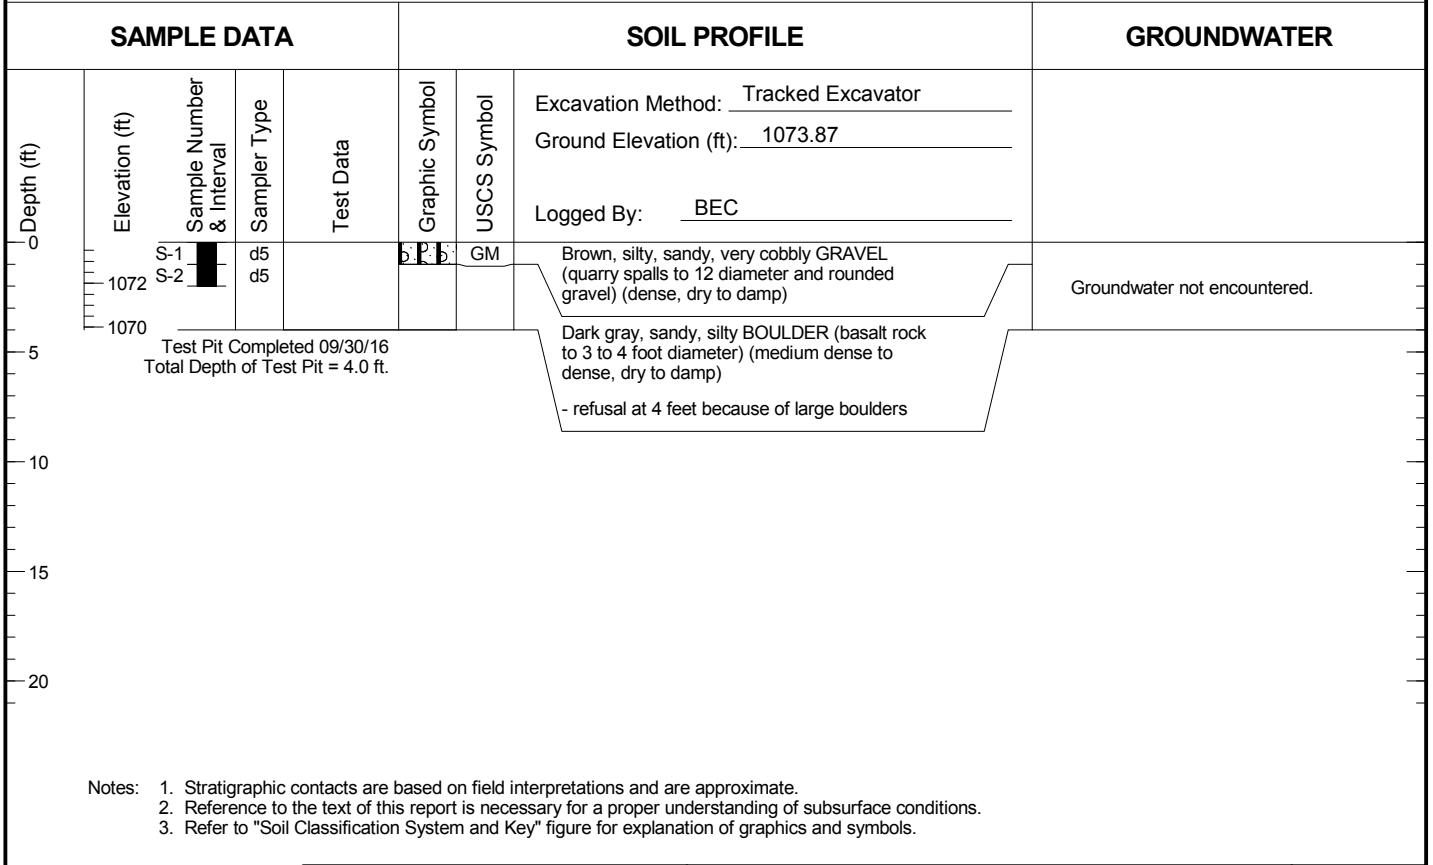 SAMPLE DATA
SOIL PROFILE
GROUNDWATER
Depth (ft)
Elevation (ft)
Sample Number
& Interval
Sampler Type
Test Data
Graphic Symbol
USCS Symbol
Excavation Method: Tracked Excavator
Ground Elevation (ft): 1073.87
Logged By: BEC
0
S-1
d5
GM
S-2
d5
1072
1070
Brown, silty, sandy, very cobbly GRAVEL
(quarry spalls to 12 diameter and rounded
gravel) (dense, dry to damp)
Groundwater not encountered.
Dark gray, sandy, silty BOULDER (basalt rock
to 3 to 4 foot diameter) (medium dense to
dense, dry to damp)
- refusal at 4 feet because of large boulders
Test Pit Completed 09/30/16
Total Depth of Test Pit = 4.0 ft.
5
10
15
20
Notes: 1. Stratigraphic contacts are based on field interpretations and are approximate.
2. Reference to the text of this report is necessary for a proper understanding of subsurface conditions.
3. Refer to "Soil Classification System and Key" figure for explanation of graphics and symbols.